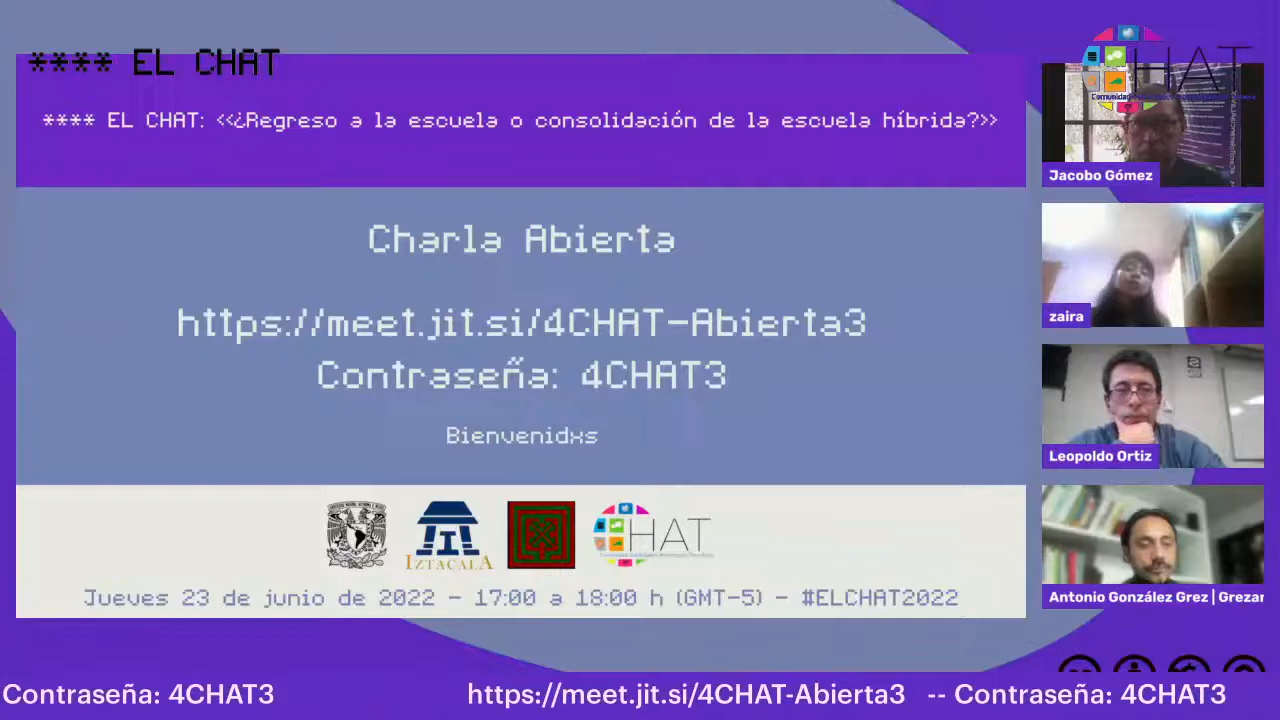 **** EL CHAT
**** EL CHAT: <<¿Regreso a la escuela o consolidación de la escuela híbrida?>>
Charla Abierta
https://meet.jit.si/4CHAT-Abierta3
Contraseña: 4CHAT3
Bienvenidxs
IZTACALA
HAT
Jueves 23 de junio de 2022 - 17:00 a 18:00 h (GMT-5) - #ELCHAT2022
HAT
Jacobo Gómez
zaira
Leopoldo Ortiz
Antonio González Grez | Grezar
Contraseña: 4CHAT3 https://meet.jit.si/4CHAT-Abierta3 -- Contraseña: 4CHAT3